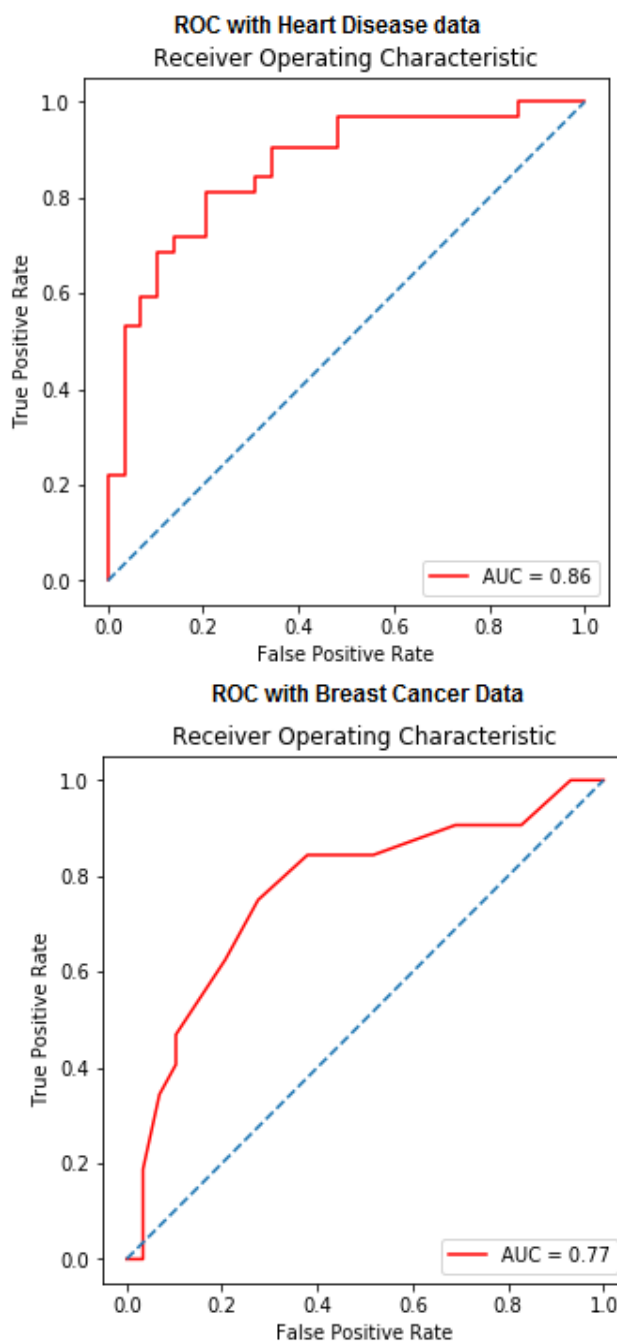 ROC with Heart Disease data
Receiver Operating Characteristic
1.0
0.8
0.6
0.4
0.2
0.0
True Positive Rate
AUC = 0.86
0.0 0.2 0.4 0.6 0.8 1.0
False Positive Rate
ROC with Breast Cancer Data
Receiver Operating Characteristic
1.0
0.8
0.6
0.4
0.2
0.0
True Positive Rate
AUC = 0.77
0.0 0.2 0.4 0.6 0.8 1.0
False Positive Rate